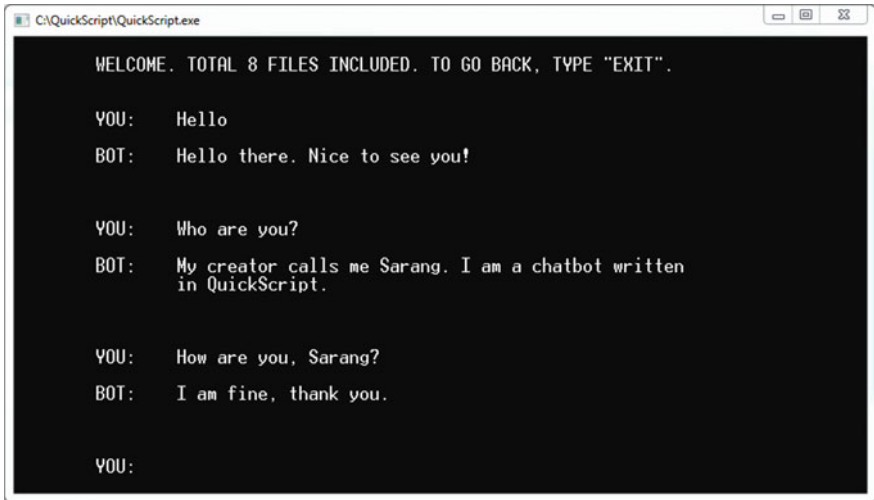 C:\QuickScript\QuickScript.exe
WELCOME. TOTAL 8 FILES INCLUDED. TO GO BACK, TYPE "EXIT".
YOU: Hello
BOT: Hello there. Nice to see you!
YOU: Who are you?
BOT: My creator calls me Sarang. I am a chatbot written
in QuickScript.
YOU: How are you, Sarang?
BOT: I am fine, thank you.
YOU: